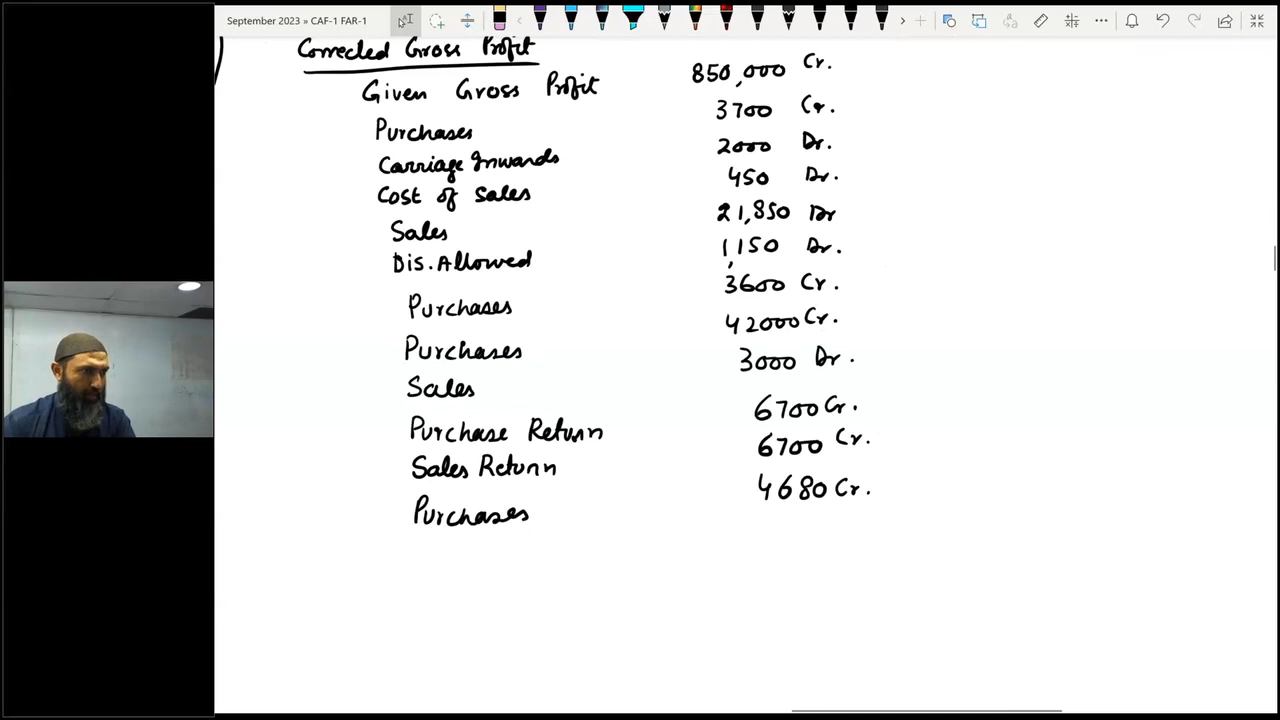 September 2023 » CAF-1 FAR-1
Corrected Gross Profit
Given Gross Profit 850,000 Cr.
Purchases 3700 Cr.
Carriage Inwards 2000 Dr.
Cost of Sales 450 Dr.
Sales 21,850 Dr
Dis. Allowed 1,150 Dr.
Purchases 3600 Cr.
Purchases 42000 Cr.
Sales 3000 Dr.
Purchase Return 6700 Cr.
Sales Return 6700 Cr.
Purchases 4680 Cr.